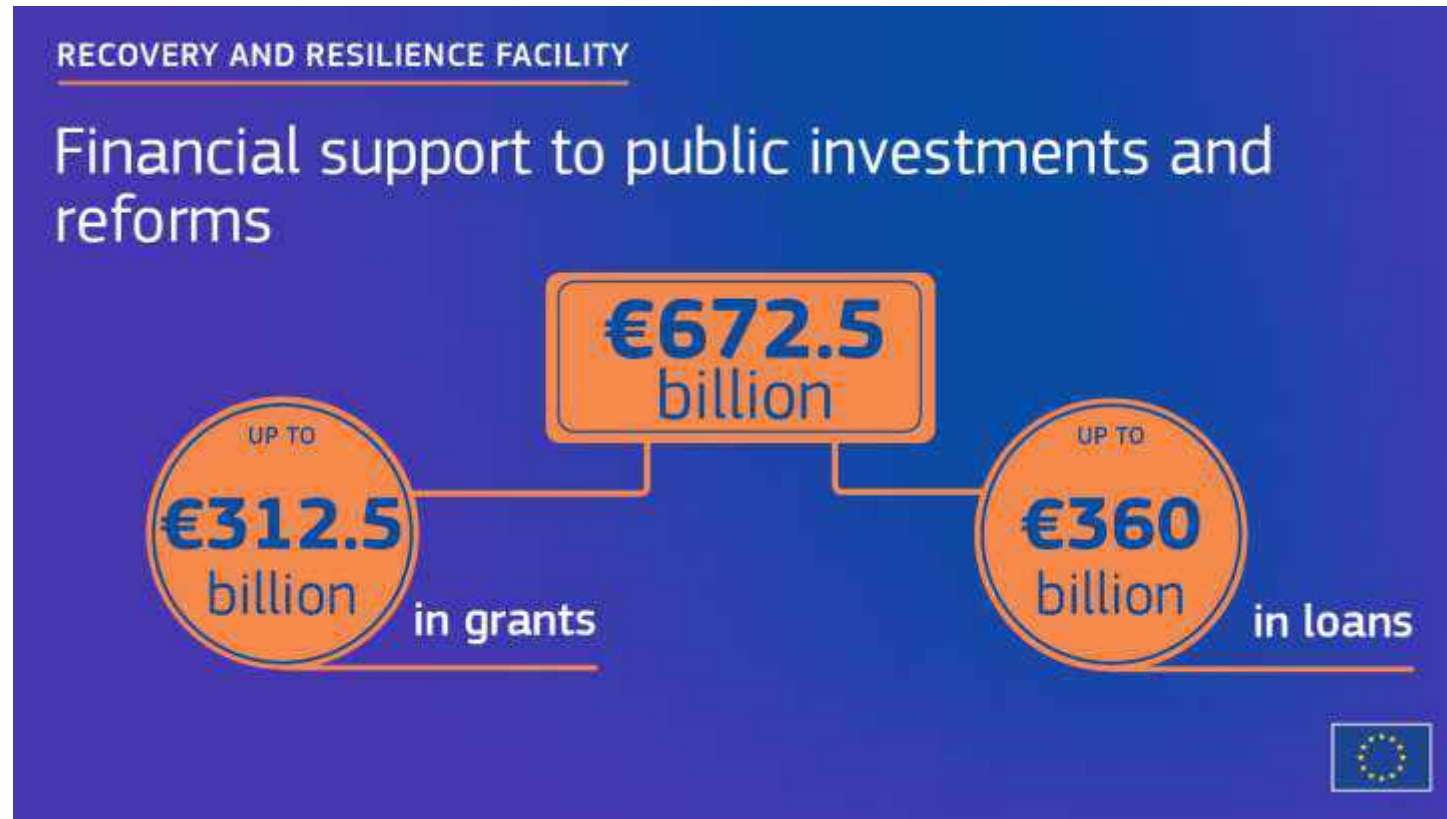 RECOVERY AND RESILIENCE FACILITY
Financial support to public investments and
reforms
€672.5
billion
UP TO
€312.5
billion
in grants
UP TO
€360
billion
in loans